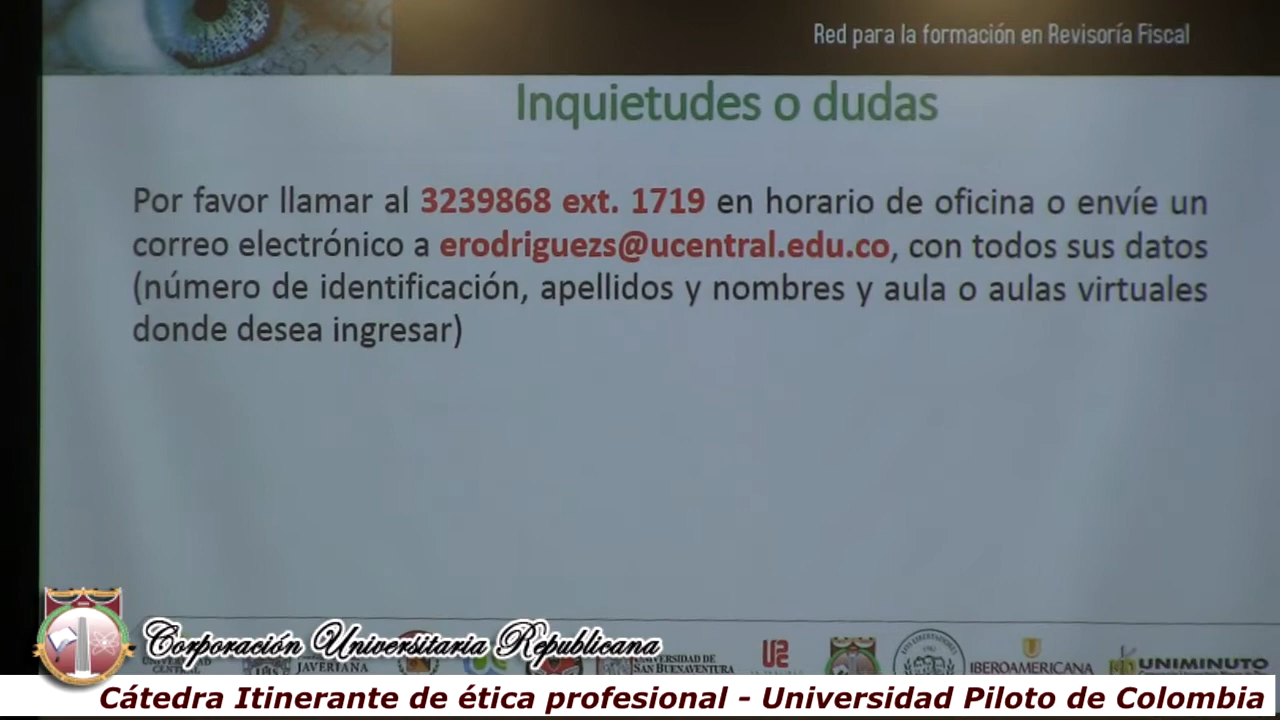 Red para la formación en Revisoría Fiscal
Inquietudes o dudas
Por favor llamar al 3239868 ext. 1719 en horario de oficina o envíe un
correo electrónico a erodriguezs@ucentral.edu.co, con todos sus datos
(número de identificación, apellidos y nombres y aula o aulas virtuales
donde desea ingresar)
Corporación Universiitaria Republicana
JAVERIANA
UNIVERSIDAD DE
SAN BUENAVENTURA
IBEROAMERICANA
UNIMINUTO
Cátedra Itinerante de ética profesional - Universidad Piloto de Colombia